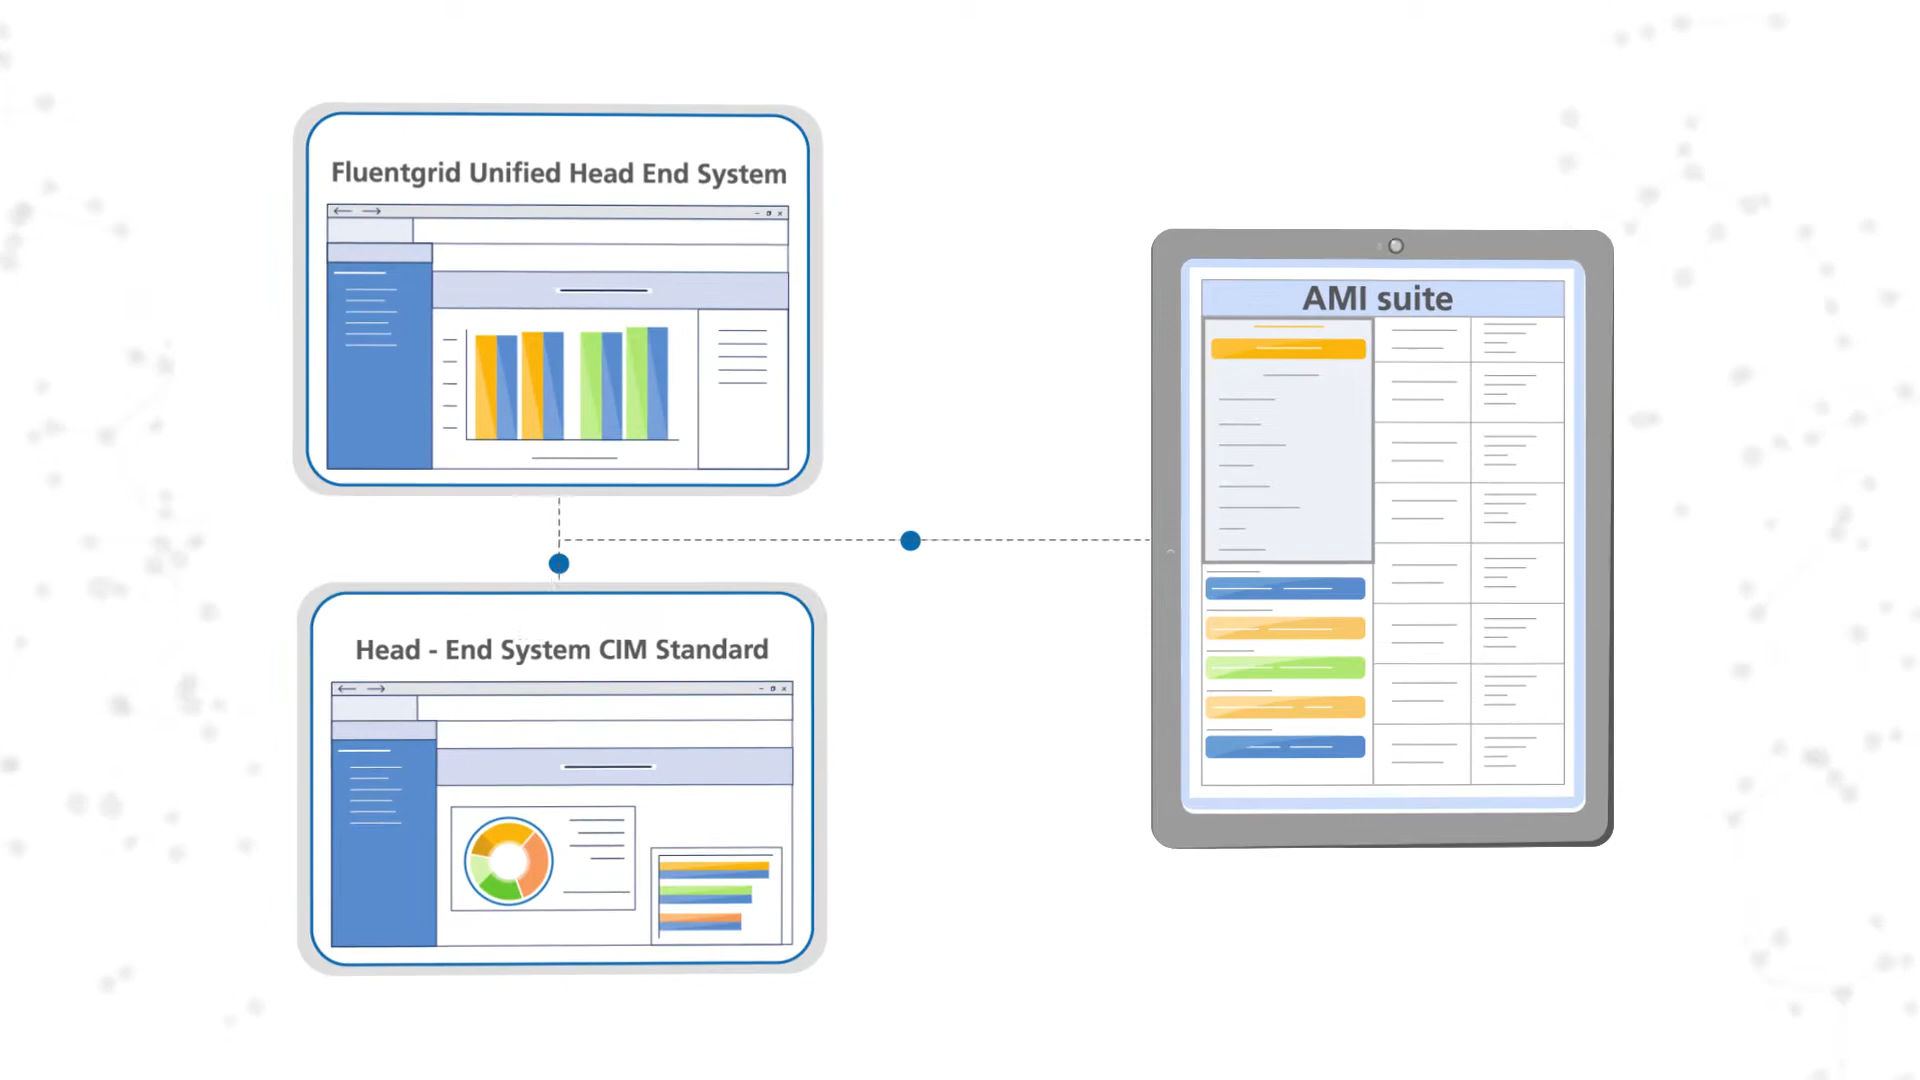 Fluentgrid Unified Head End System
AMI suite
Head - End System CIM Standard